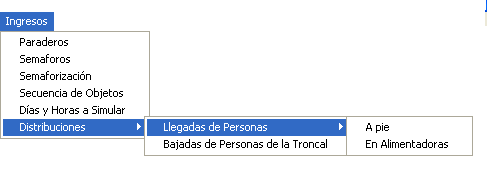 Ingresos
Paraderos
Semaforos
Semaforización
Secuencia de Objetos
Días y Horas a Simular
Distribuciones
Llegadas de Personas
Bajadas de Personas de la Troncal
A pie
En Alimentadoras